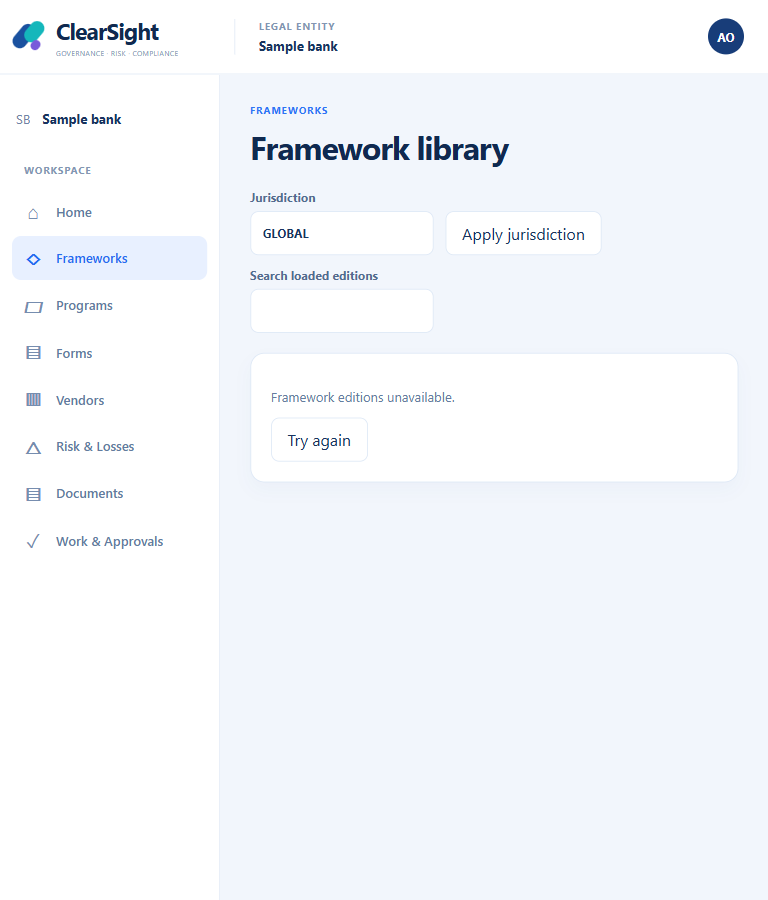 ClearSight
GOVERNANCE · RISK · COMPLIANCE
LEGAL ENTITY
Sample bank
AO
SB Sample bank
WORKSPACE
Home
Frameworks
Programs
Forms
Vendors
Risk & Losses
Documents
Work & Approvals
FRAMEWORKS
Framework library
Jurisdiction
GLOBAL
Apply jurisdiction
Search loaded editions
Framework editions unavailable.
Try again